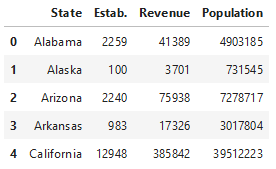 State Estab. Revenue Population
0 Alabama 2259 41389 4903185
1 Alaska 100 3701 731545
2 Arizona 2240 75938 7278717
3 Arkansas 983 17326 3017804
4 California 12948 385842 39512223